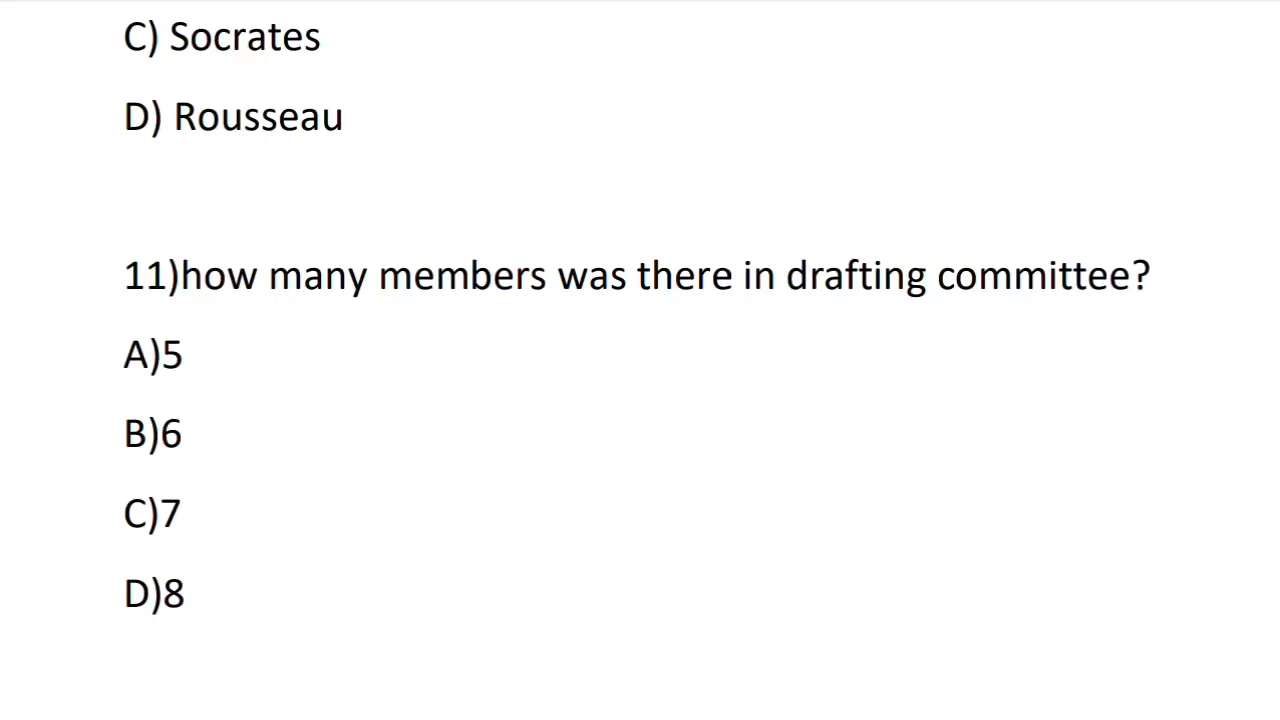 C) Socrates
D) Rousseau
11)how many members was there in drafting committee?
A)5
B)6
C)7
D)8